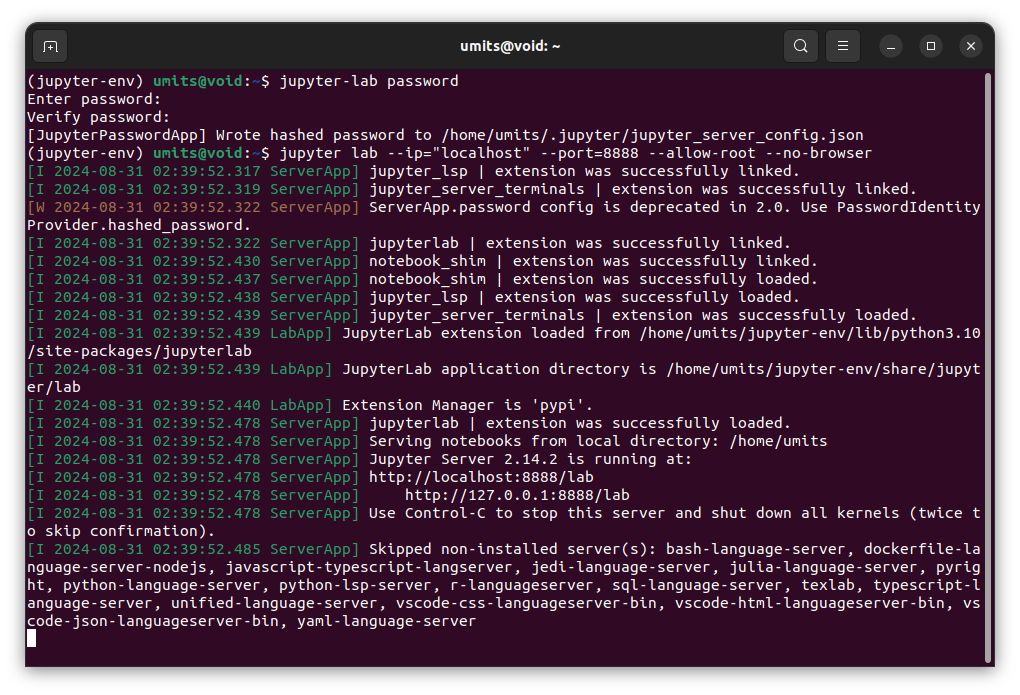 umits@void: ~
(jupyter-env) umits@void:~$ jupyter-lab password
Enter password:
Verify password:
[JupyterPasswordApp] Wrote hashed password to /home/umits/.jupyter/jupyter_server_config.json
(jupyter-env) umits@void:~$ jupyter lab --ip="localhost" --port=8888 --allow-root --no-browser
[I 2024-08-31 02:39:52.317 ServerApp] jupyter_lsp | extension was successfully linked.
[I 2024-08-31 02:39:52.319 ServerApp] jupyter_server_terminals | extension was successfully linked.
[W 2024-08-31 02:39:52.322 ServerApp] ServerApp.password config is deprecated in 2.0. Use PasswordIdentity
Provider.hashed_password.
[I 2024-08-31 02:39:52.322 ServerApp] jupyterlab | extension was successfully linked.
[I 2024-08-31 02:39:52.430 ServerApp] notebook_shim | extension was successfully linked.
[I 2024-08-31 02:39:52.437 ServerApp] notebook_shim | extension was successfully loaded.
[I 2024-08-31 02:39:52.438 ServerApp] jupyter_lsp | extension was successfully loaded.
[I 2024-08-31 02:39:52.439 ServerApp] jupyter_server_terminals | extension was successfully loaded.
[I 2024-08-31 02:39:52.439 LabApp] JupyterLab extension loaded from /home/umits/jupyter-env/lib/python3.10
/site-packages/jupyterlab
[I 2024-08-31 02:39:52.439 LabApp] JupyterLab application directory is /home/umits/jupyter-env/share/jupyt
er/lab
[I 2024-08-31 02:39:52.440 LabApp] Extension Manager is 'pypi'.
[I 2024-08-31 02:39:52.478 ServerApp] jupyterlab | extension was successfully loaded.
[I 2024-08-31 02:39:52.478 ServerApp] Serving notebooks from local directory: /home/umits
[I 2024-08-31 02:39:52.478 ServerApp] Jupyter Server 2.14.2 is running at:
[I 2024-08-31 02:39:52.478 ServerApp] http://localhost:8888/lab
[I 2024-08-31 02:39:52.478 ServerApp]     http://127.0.0.1:8888/lab
[I 2024-08-31 02:39:52.478 ServerApp] Use Control-C to stop this server and shut down all kernels (twice t
o skip confirmation).
[I 2024-08-31 02:39:52.485 ServerApp] Skipped non-installed server(s): bash-language-server, dockerfile-la
nguage-server-nodejs, javascript-typescript-langserver, jedi-language-server, julia-language-server, pyrig
ht, python-language-server, python-lsp-server, r-languageserver, sql-language-server, texlab, typescript-l
anguage-server, unified-language-server, vscode-css-languageserver-bin, vscode-html-languageserver-bin, vs
code-json-languageserver-bin, yaml-language-server